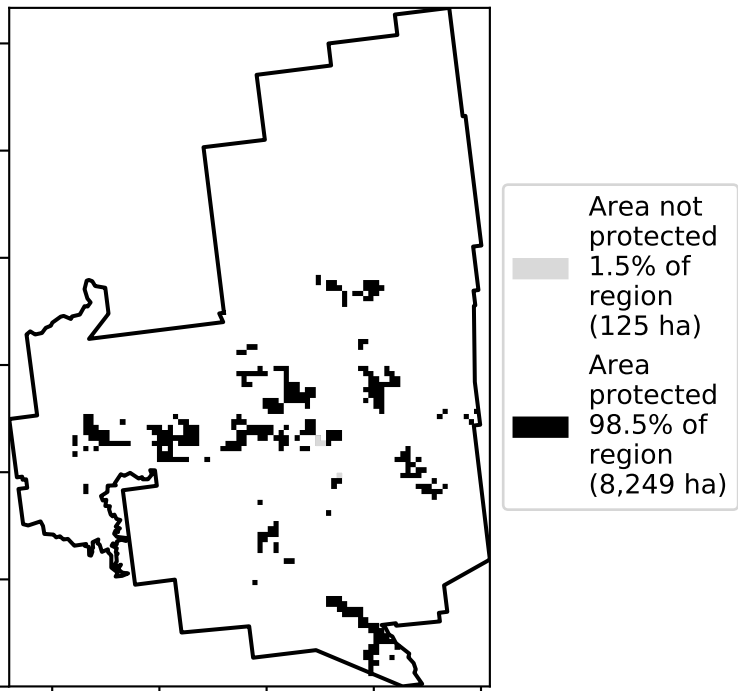 Area not
protected
1.5% of
region
(125 ha)
Area
protected
98.5% of
region
(8,249 ha)